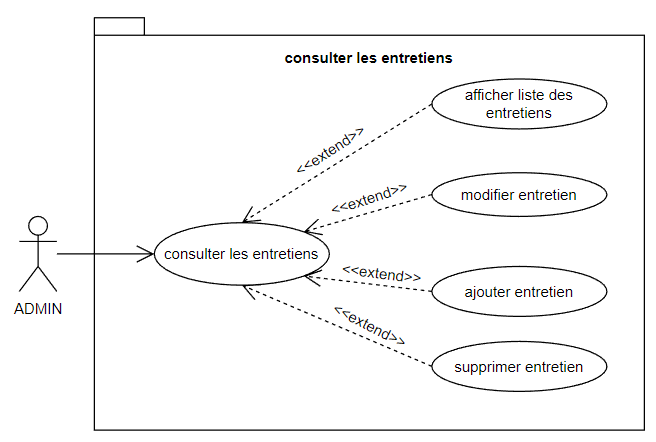 consulter les entretiens
afficher liste des
entretiens
<<extend>>
modifier entretien
<<extend>>
consulter les entretiens
<<extend>>
ajouter entretien
ADMIN
<<extend>>
supprimer entretien